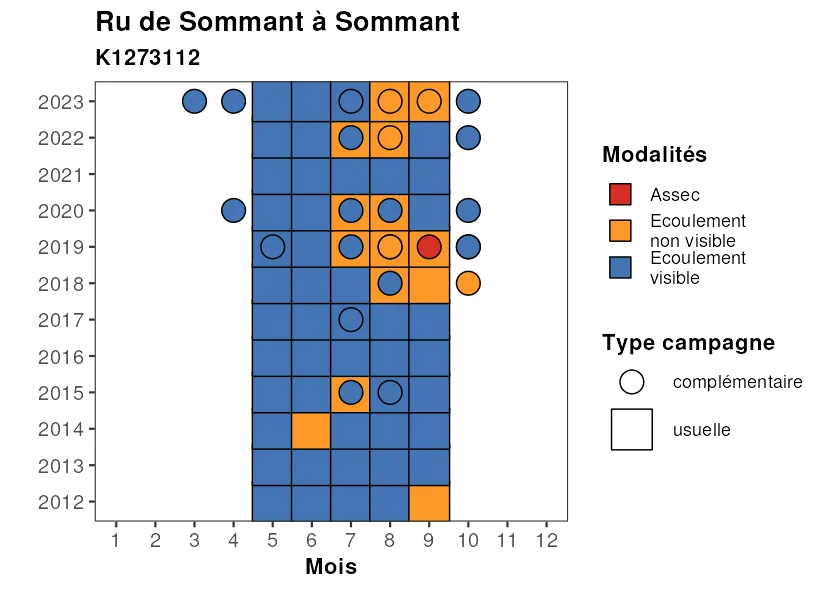 Ru de Sommant à Sommant
K1273112
2023
2022
2021
2020
2019
2018
2017
2016
2015
2014
2013
2012
1 2 3 4 5 6 7 8 9 10 11 12
Mois
Modalités
Assec
Ecoulement
non visible
Ecoulement
visible
Type campagne
complémentaire
usuelle